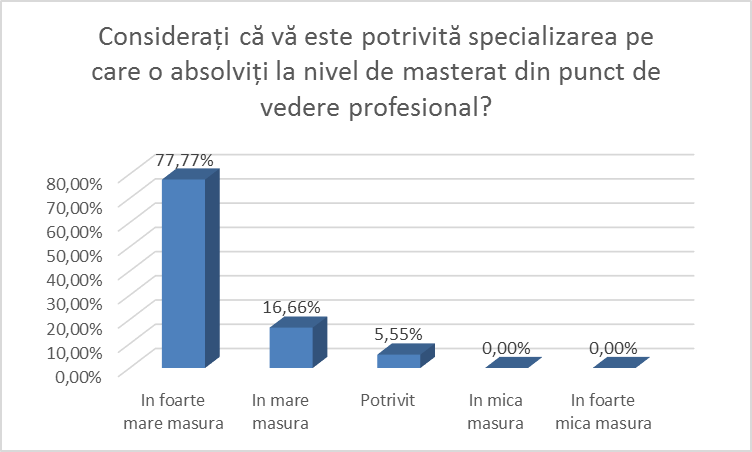 Considerați că vă este potrivită specializarea pe
care o absolviți la nivel de masterat din punct de
vedere profesional?
77,77%
80,00%
70,00%
60,00%
50,00%
40,00%
30,00%
20,00%
10,00%
0,00%
16,66%
5,55%
0,00%
0,00%
In foarte
mare masura
In mare
masura
Potrivit
In mica
masura
In foarte
mica masura